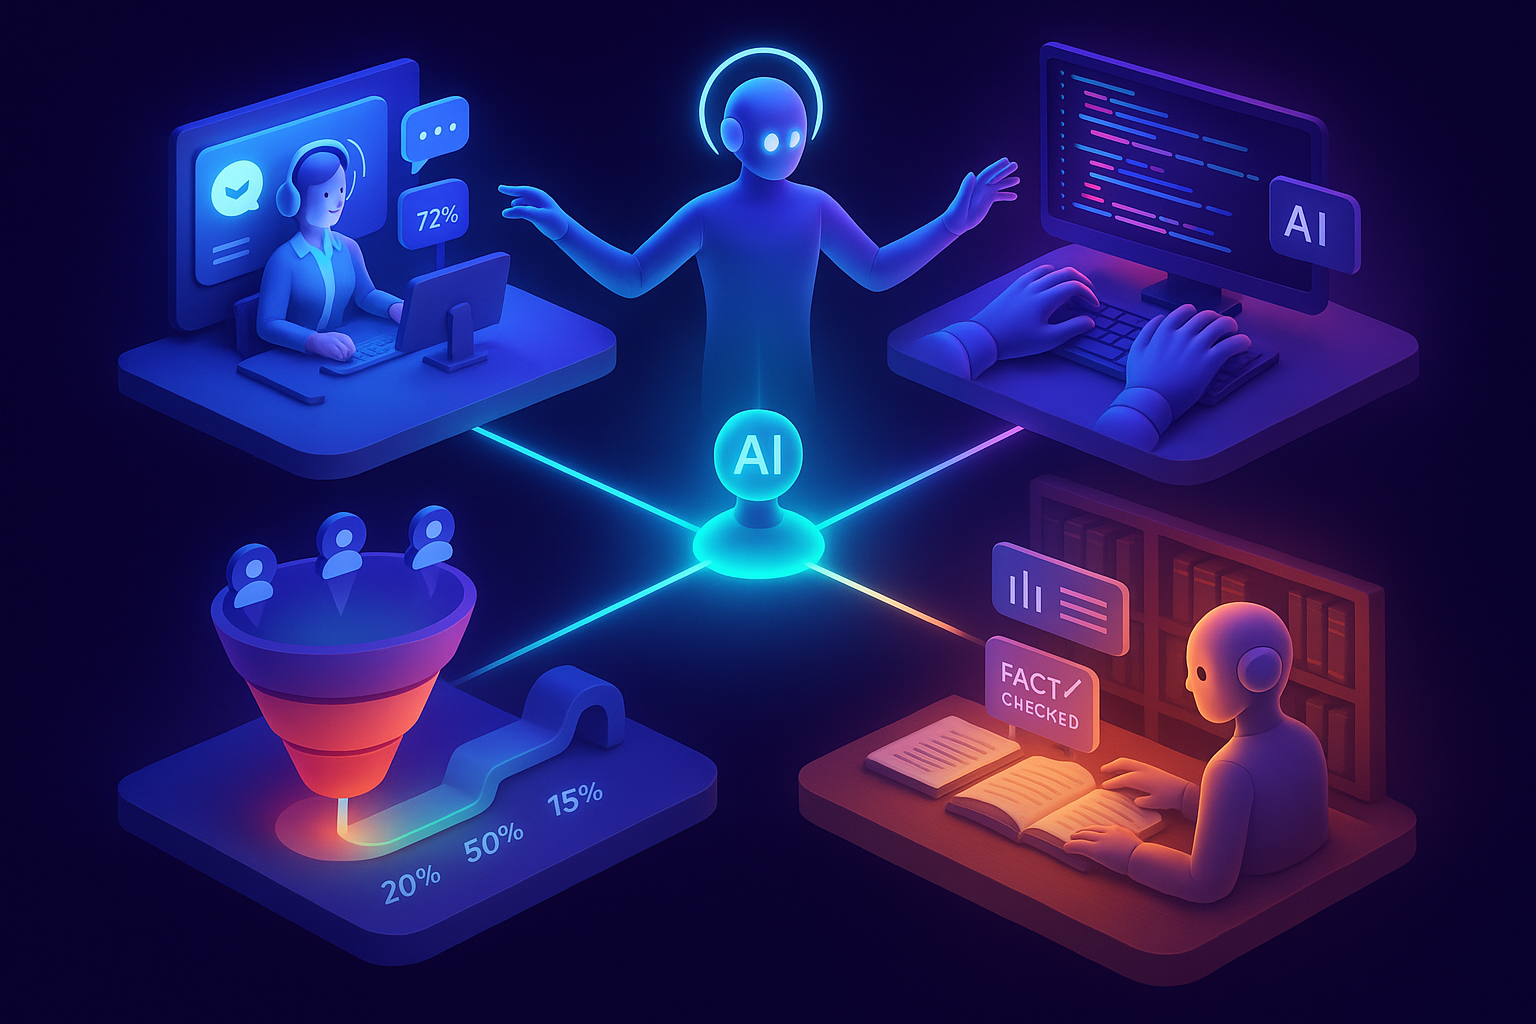 72%
AI
AI
FACT
CHECKED
20% 50% 15%